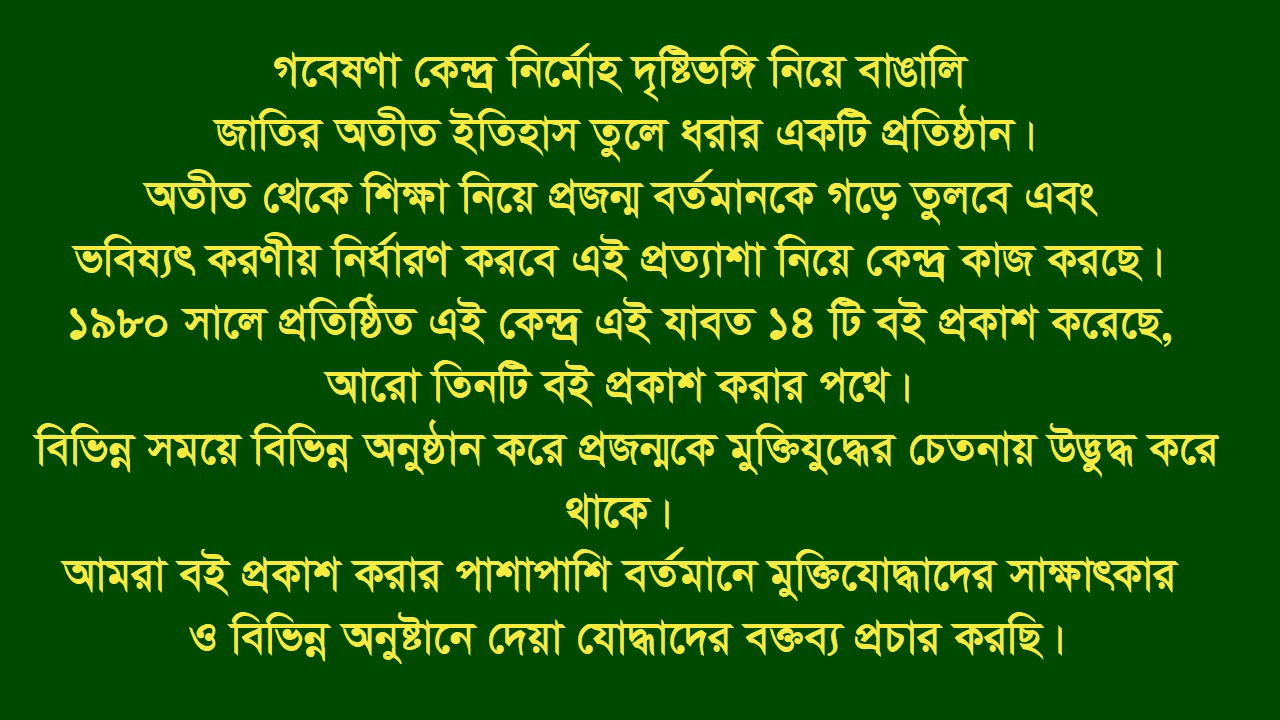 গবেষণা কেন্দ্র নির্মোহ দৃষ্টিভঙ্গি নিয়ে বাঙালি
জাতির অতীত ইতিহাস তুলে ধরার একটি প্রতিষ্ঠান।
অতীত থেকে শিক্ষা নিয়ে প্রজন্ম বর্তমানকে গড়ে তুলবে এবং
ভবিষ্যৎ করণীয় নির্ধারণ করবে এই প্রত্যাশা নিয়ে কেন্দ্র কাজ করছে।
১৯৮০ সালে প্রতিষ্ঠিত এই কেন্দ্র এই যাবত ১৪ টি বই প্রকাশ করেছে,
আরো তিনটি বই প্রকাশ করার পথে।
বিভিন্ন সময়ে বিভিন্ন অনুষ্ঠান করে প্রজন্মকে মুক্তিযুদ্ধের চেতনায় উদ্ভুদ্ধ করে
থাকে।
আমরা বই প্রকাশ করার পাশাপাশি বর্তমানে মুক্তিযোদ্ধাদের সাক্ষাৎকার
ও বিভিন্ন অনুষ্টানে দেয়া যোদ্ধাদের বক্তব্য প্রচার করছি।